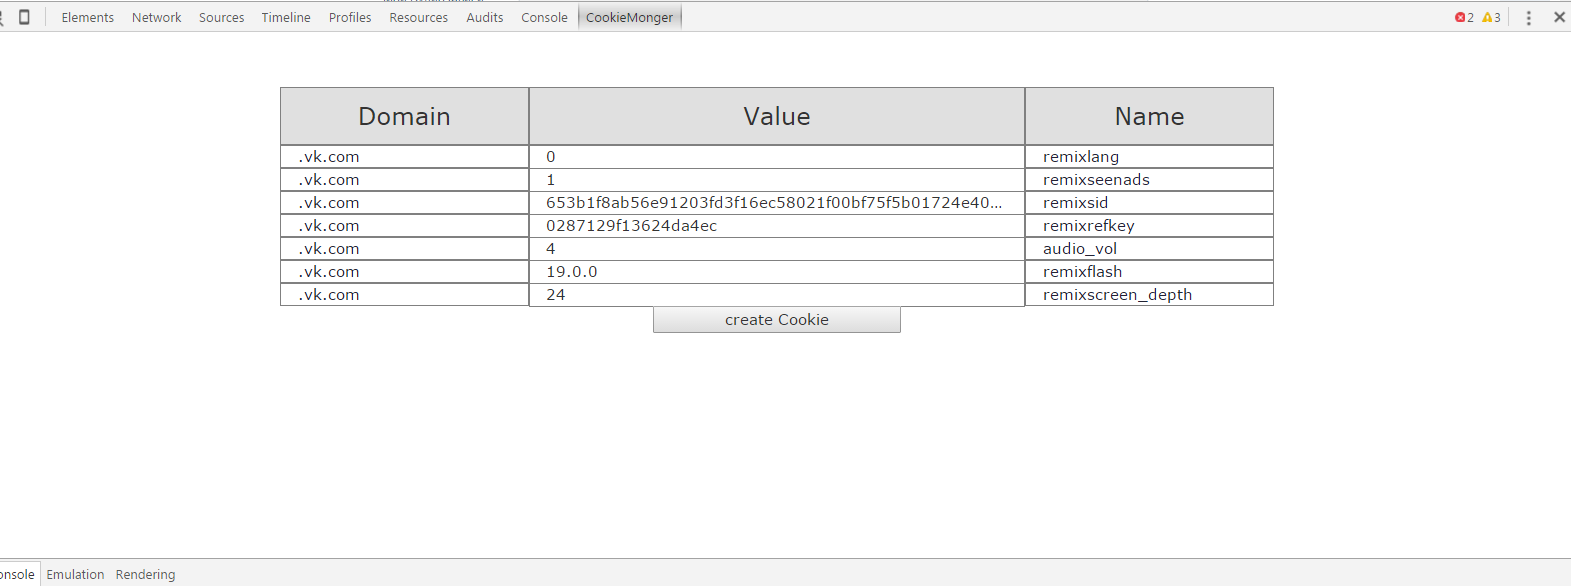 Elements Network Sources Timeline Profiles Resources Audits Console CookieMonger 2 3
Domain Value Name
.vk.com 0 remixlang
.vk.com 1 remixseenads
.vk.com 653b1f8ab56e91203fd3f16ec58021f00bf75f5b01724e40... remixsid
.vk.com 0287129f13624da4ec remixrefkey
.vk.com 4 audio_vol
.vk.com 19.0.0 remixflash
.vk.com 24 remixscreen_depth
create Cookie
onsole Emulation Rendering